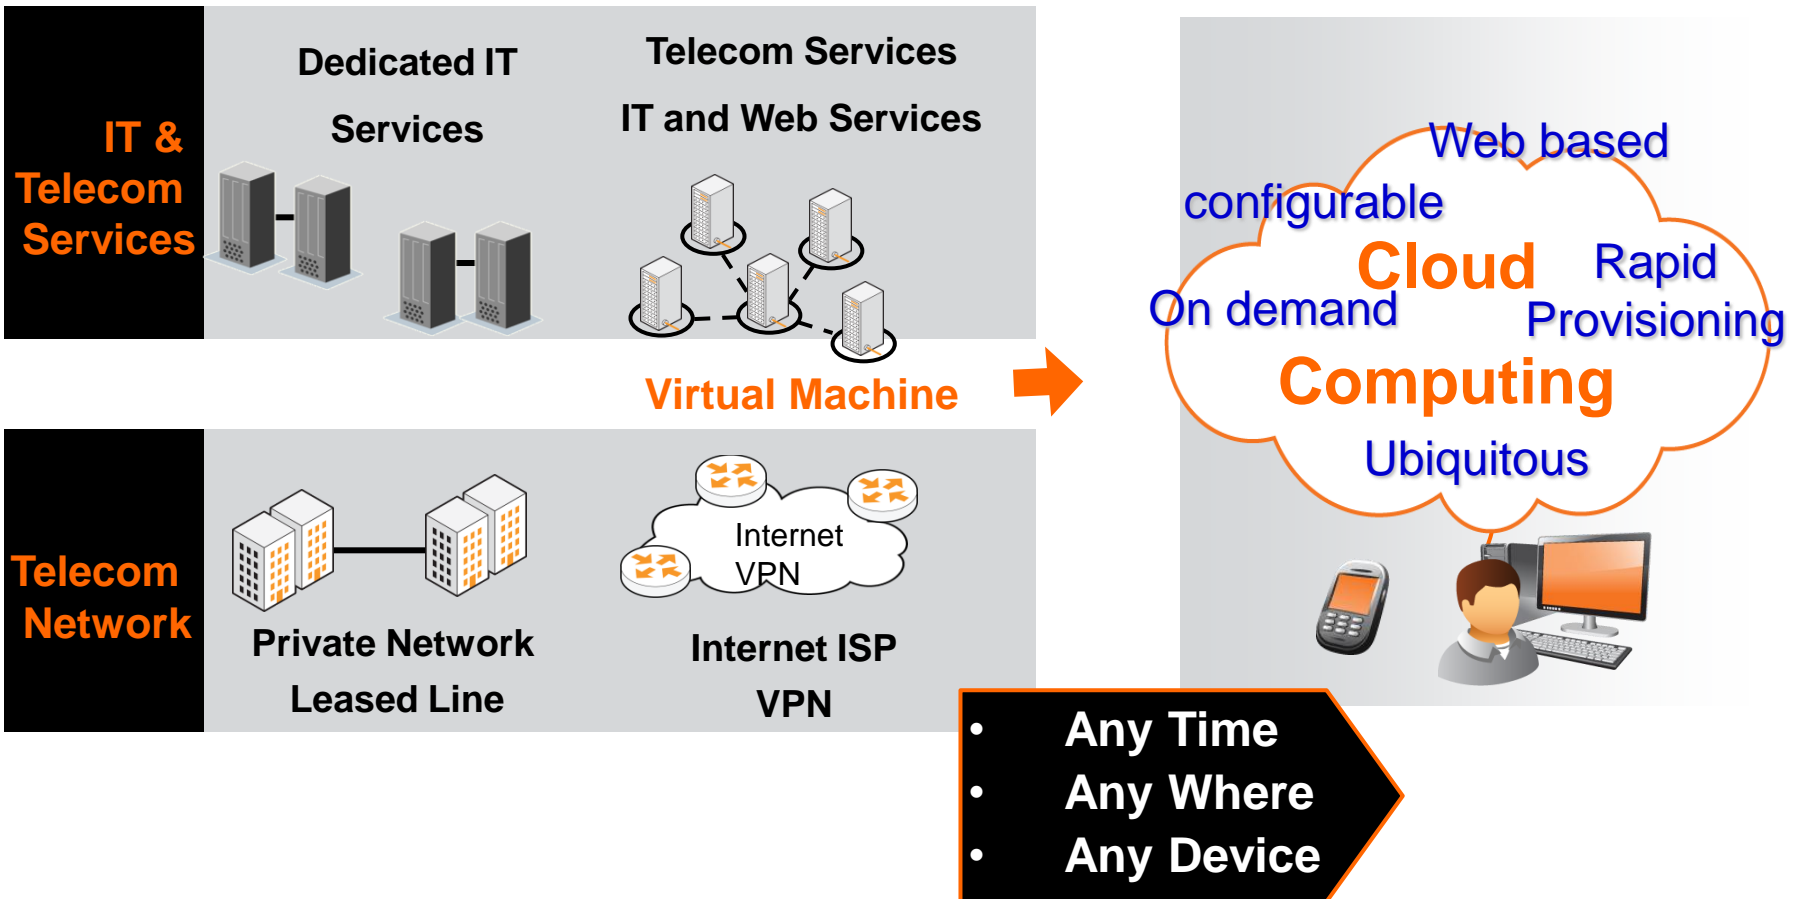 IT &
Telecom
Services
Dedicated IT
Services
Telecom Services
IT and Web Services
Virtual Machine
Telecom
Network
Private Network
Leased Line
Internet
VPN
Internet ISP
VPN
Web based
configurable
Cloud
Rapid
On demand
Provisioning
Computing
Ubiquitous
• Any Time
• Any Where
• Any Device